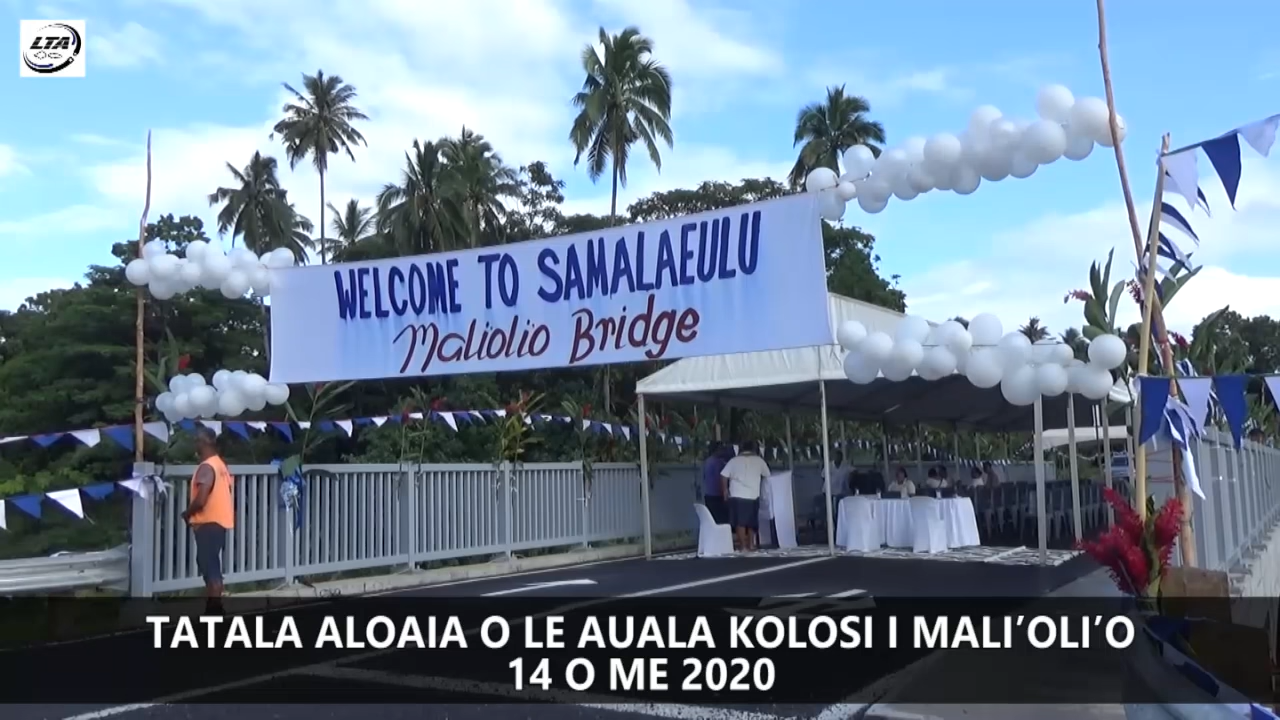 LTA
WELCOME TO SAMALAEULU
Maliolio Bridge
TATALA ALOAIA O LE AUALA KOLOSI I MALI’OLI’O
14 O ME 2020